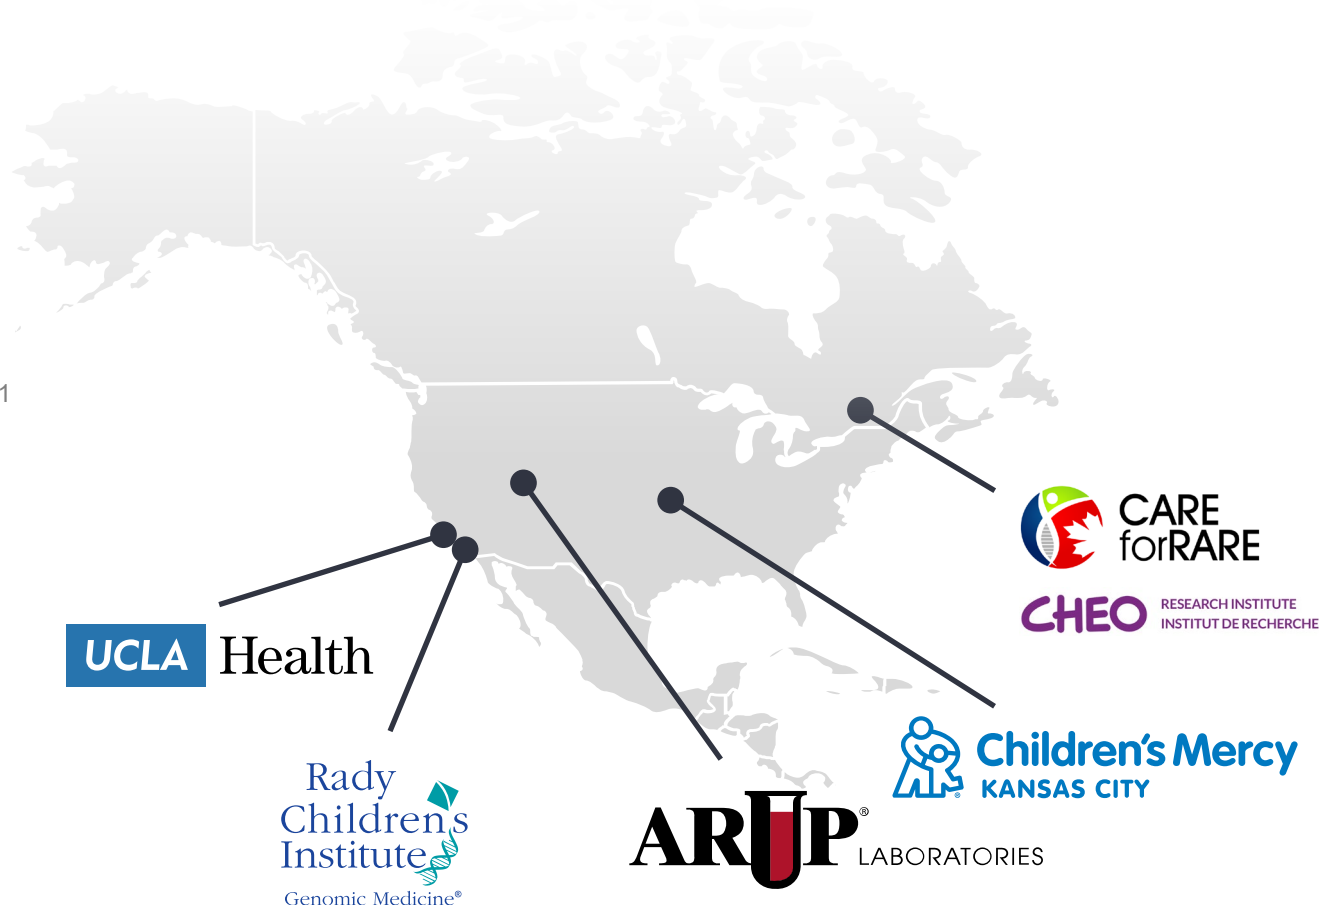 1
CARE
forRARE
CHEO
RESEARCH INSTITUTE
INSTITUT DE RECHERCHE
UCLA Health
Children's Mercy
KANSAS CITY
Rady
Children's
Institute
Genomic Medicine®
ARUP® LABORATORIES